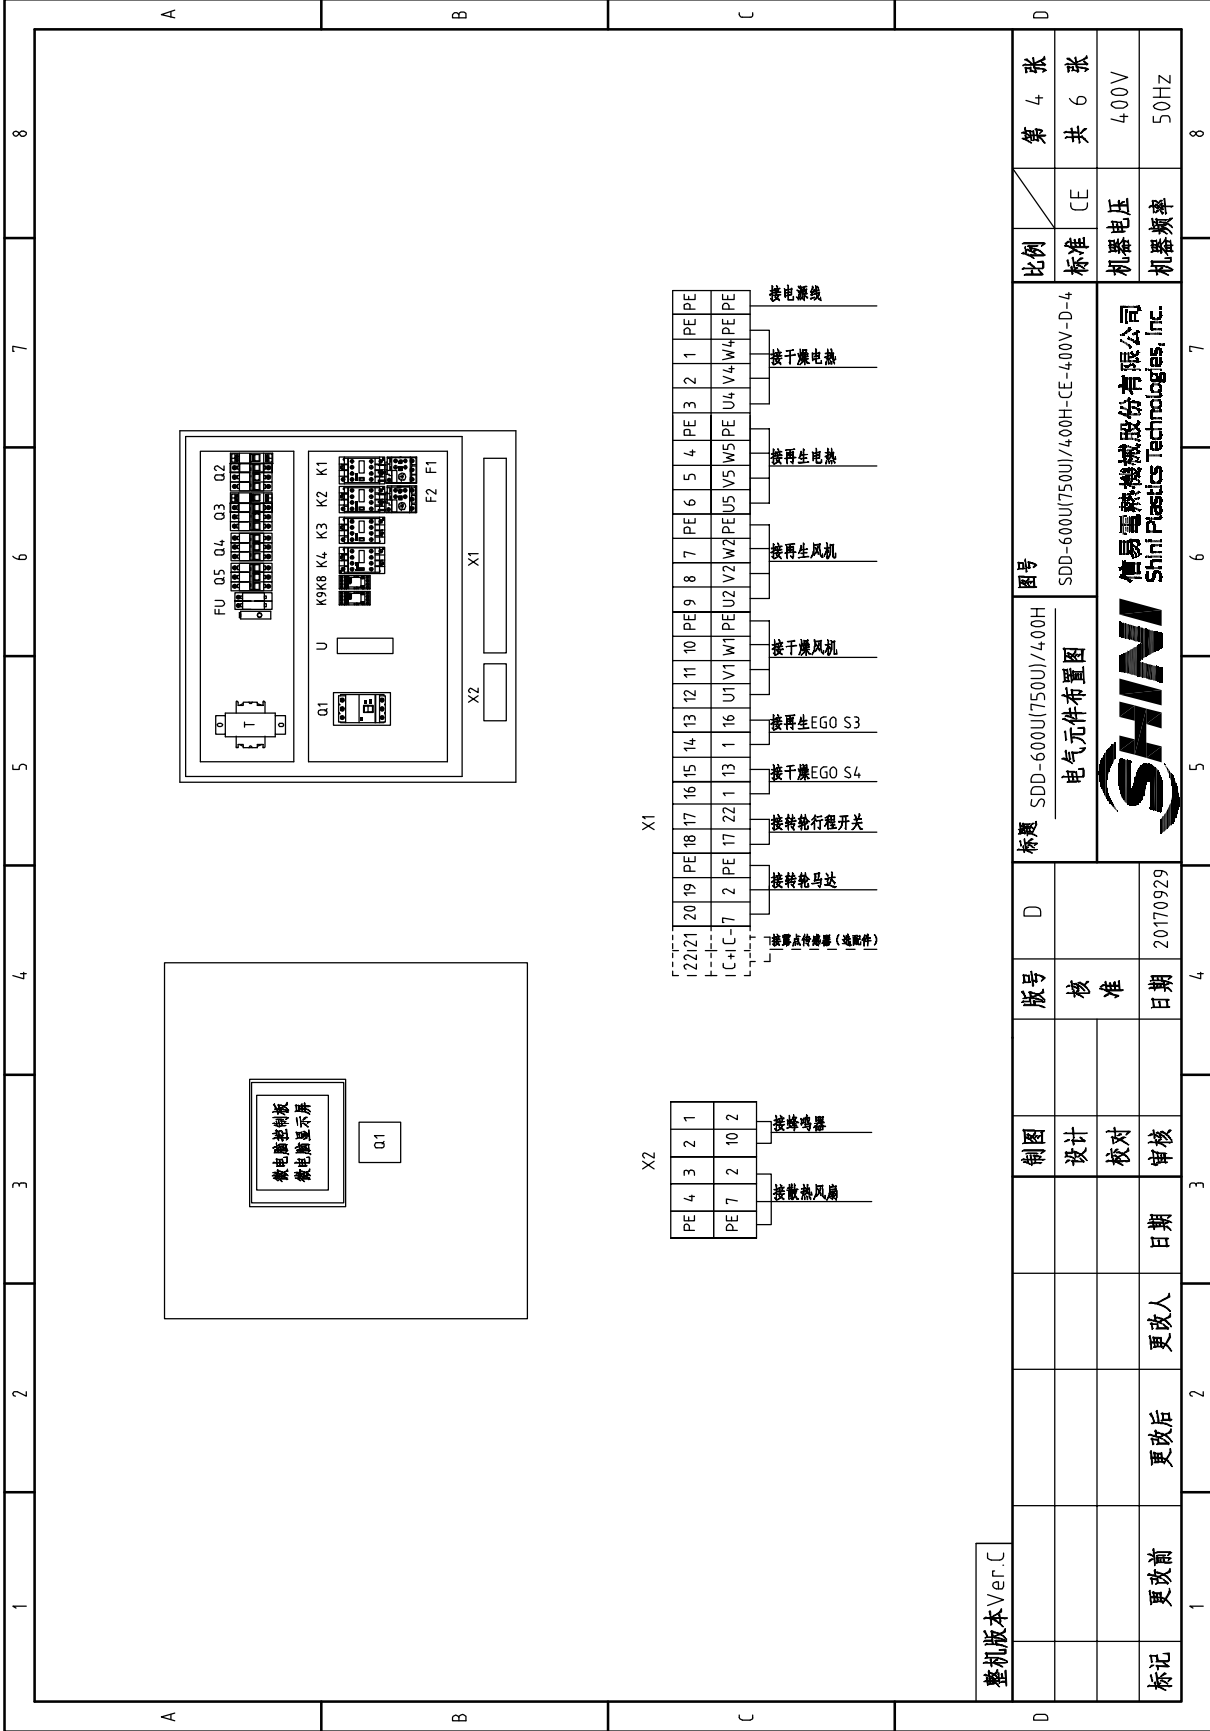 1 2 3 4 5 6 7 8
A A
B B
C C
D D
微电脑控制板
微电脑显示屏
Q1
T FU Q5 Q4 Q3 Q2
Q1 U K9K8 K4 K3 K2 K1
F2 F1
X2 X1
X2
PE 4 3 2 1
PE 7 2 10 2
接散热风扇 接蜂鸣器
X1
22 21 20 19 PE 18 17 16 15 14 13 12 11 10 PE 9 8 7 PE 6 5 4 PE 3 2 1 PE PE
C+ C- 7 2 PE 17 22 1 13 1 16 U1 V1 W1 PE U2 V2 W2 PE U5 V5 W5 PE U4 V4 W4 PE PE
接露点传感器（选配件） 接转轮马达 接转轮行程开关 接干燥EGO S4 接再生EGO S3 接干燥风机 接再生风机 接再生电热 接干燥电热 接电源线
整机版本Ver.C
制图 版号 D
标题 SDD-600U(750U)/400H
电气元件布置图
图号
SDD-600U(750U)/400H-CE-400V-D-4
比例
第 4 张
设计 核准
标准 CE 共 6 张
校对
SHINI 信易電熱機械股份有限公司
Shini Plastics Technologies, Inc.
机器电压 400V
标记 更改前 更改后 更改人 日期 审核 日期 20170929
机器频率 50Hz
1 2 3 4 5 6 7 8